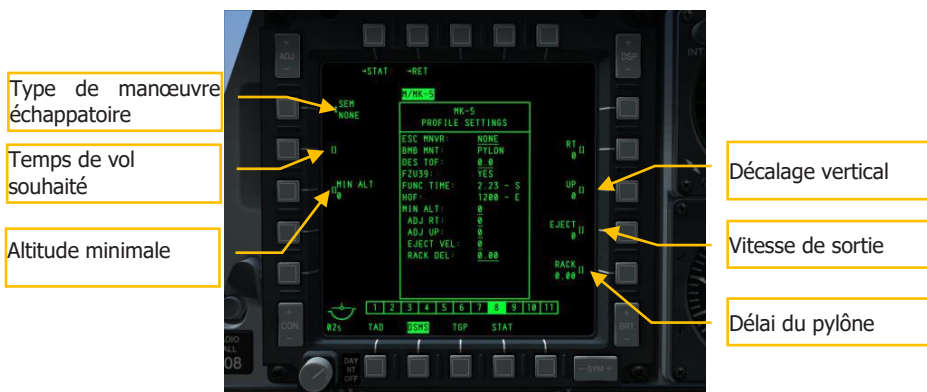 Type de manœuvre
échappatoire
Temps de vol
souhaité
Altitude minimale
Décalage vertical
Vitesse de sortie
Délai du pylône
ADJ
DSP
INT
→STAT →RET
M/MK-5
SEM
NONE
MK-5
PROFILE SETTINGS
ESC MNVR: NONE
BMB MNT: PYLON
DES TOF: 0.0
FZU39: YES
FUNC TIME: 2.23 - S
HOF: 1200 - E
MIN ALT: 0
ADJ RT: 0
ADJ UP: 0
EJECT VEL: 0
RACK DEL: 0.00
MIN ALT
0
RT
0
UP
0
EJECT
0
RACK
0.00
1 2 3 4 5 6 7 8 9 10 11
02s TAD DSMS TGP STAT
CON
BRT
DAY
NT
OFF
- SYM +
08